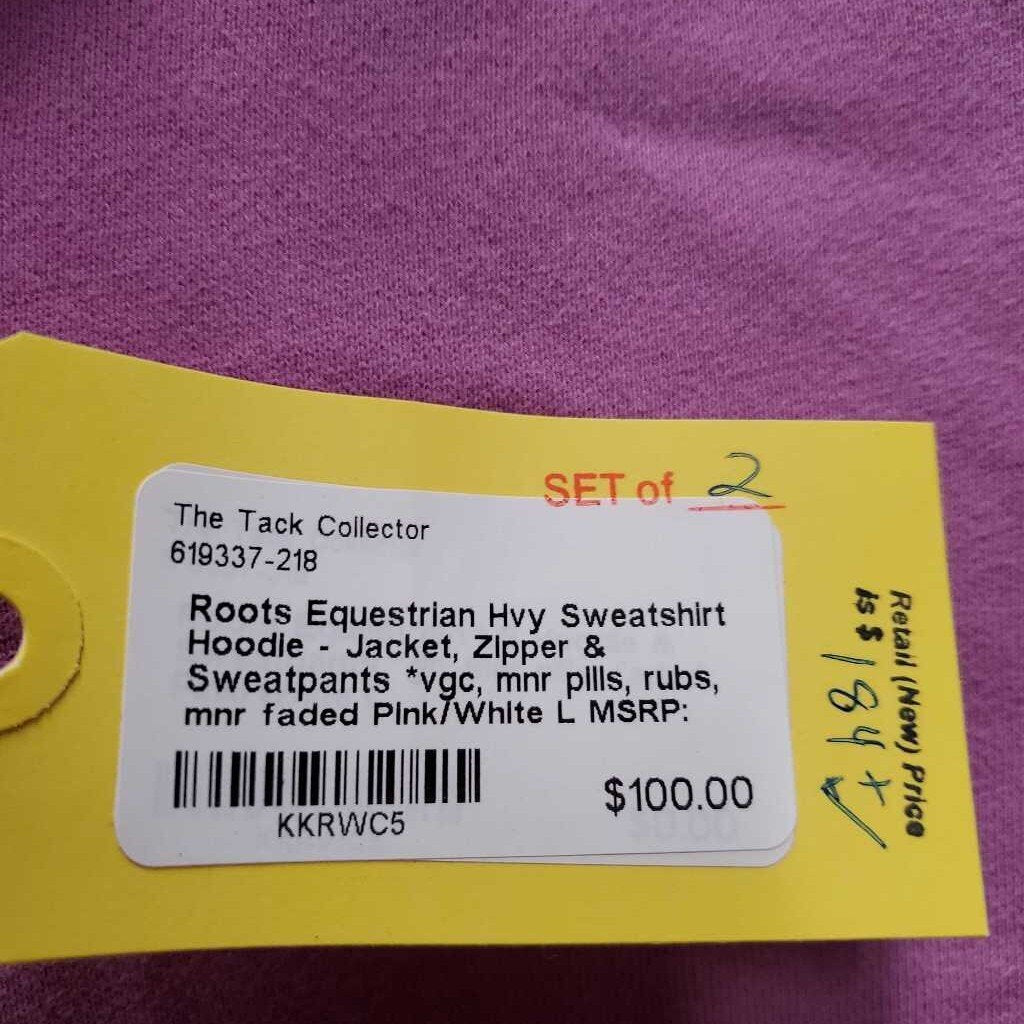 SET of 2
The Tack Collector
619337-218
Roots Equestrian Hvy Sweatshirt
Hoodie - Jacket, Zipper &
Sweatpants *vgc, mnr pills, rubs,
mnr faded Pink/White L MSRP:
$100.00
KKRWC5
Retail (New) Price
is $ 184 +